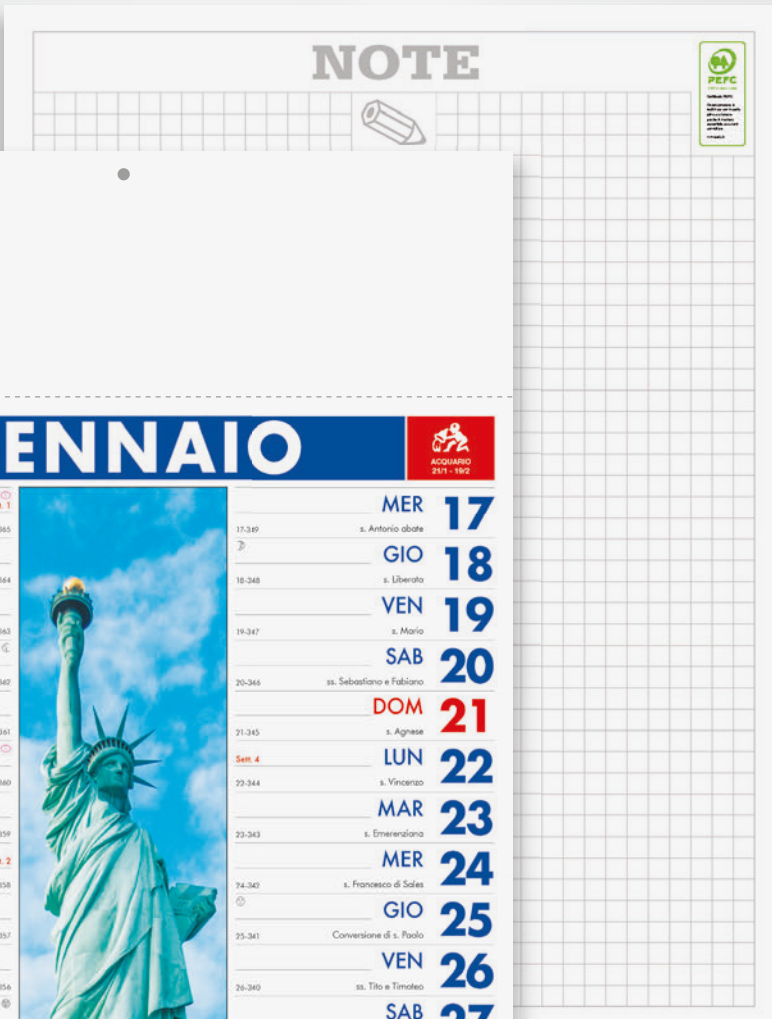 NOTE
PEFC
ENNAIO
ACQUARIO
21/1 - 19/2
MER 17
17-349 s. Antonio abate
GIO 18
18-348 s. Liberata
VEN 19
19-347 s. Mario
SAB 20
20-346 ss. Sebastiano e Fabiano
DOM 21
21-345 s. Agnese
Sett. 4 LUN 22
22-344 s. Vincenzo
MAR 23
23-343 s. Emerenziana
MER 24
24-342 s. Francesco di Sales
GIO 25
25-341 Conversione di s. Paolo
VEN 26
26-340 ss. Tito e Timoteo
SAB 27